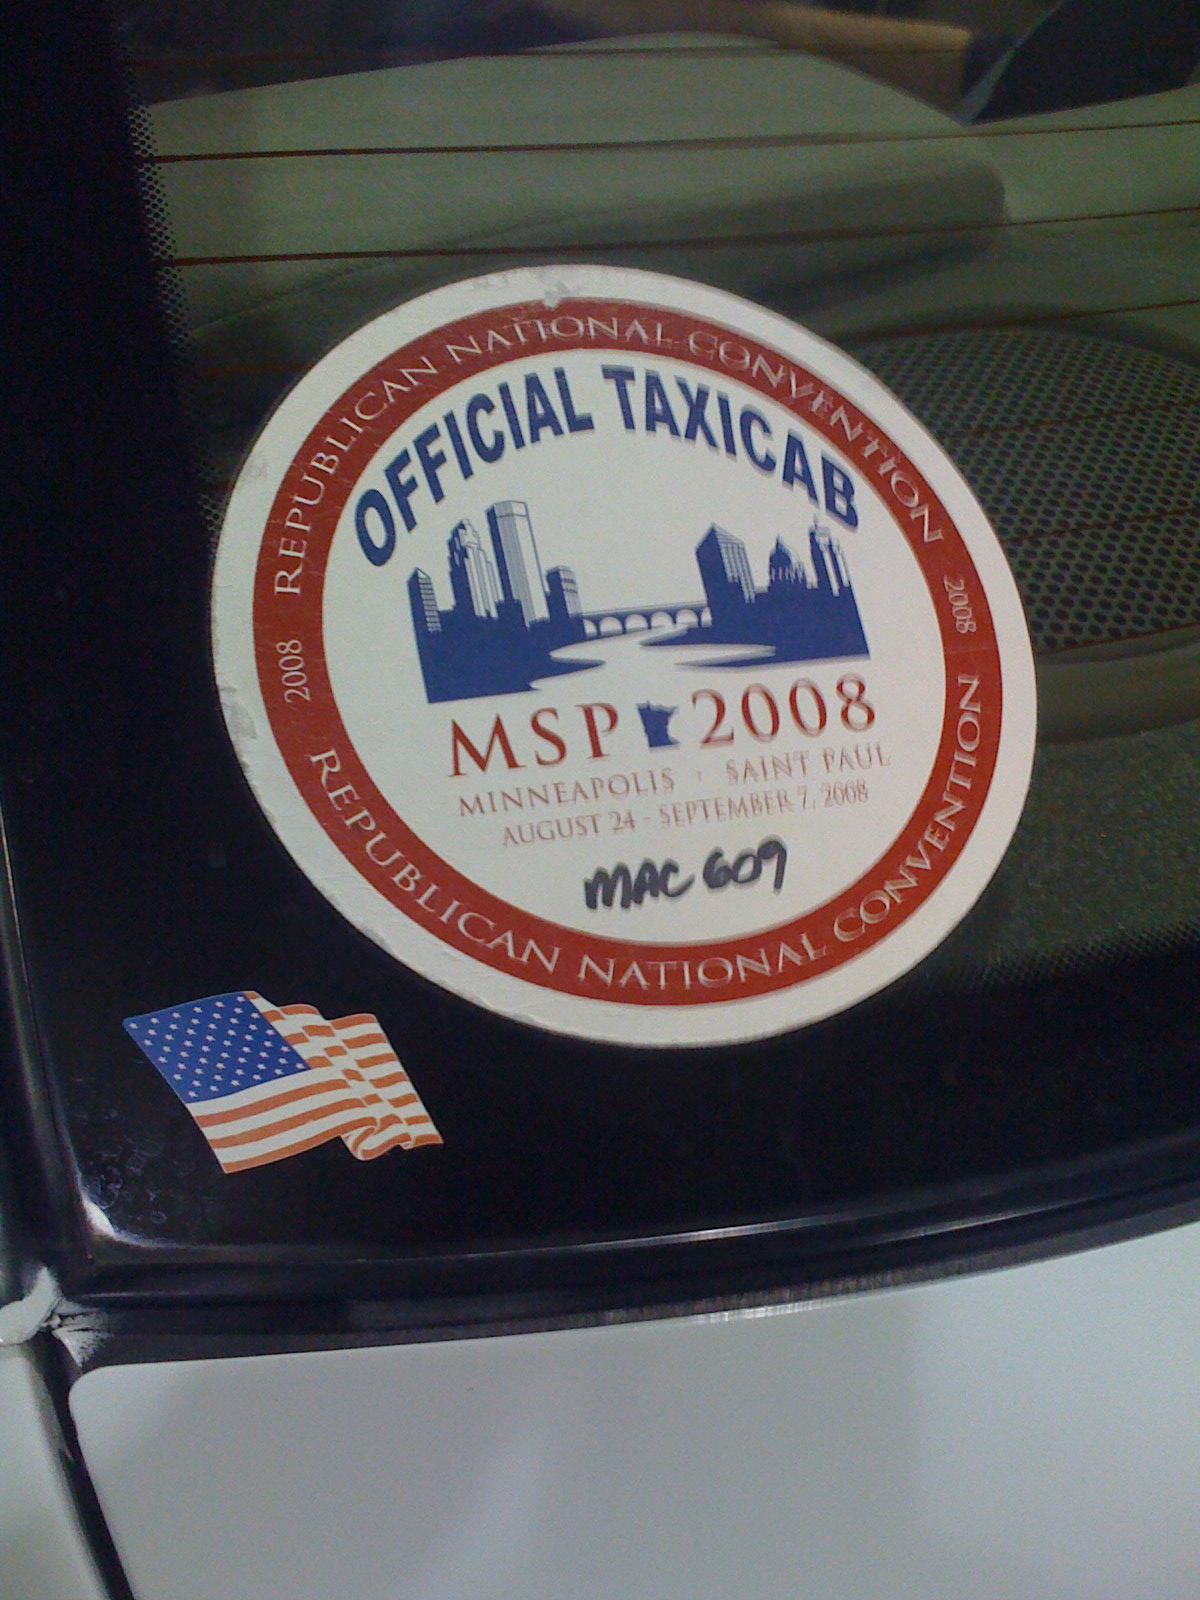 REPUBLICAN NATIONAL CONVENTION
2008
2008
OFFICIAL TAXICAB
MSP 2008
MINNEAPOLIS · SAINT PAUL
AUGUST 24 - SEPTEMBER 7, 2008
MAC 609
REPUBLICAN NATIONAL CONVENTION